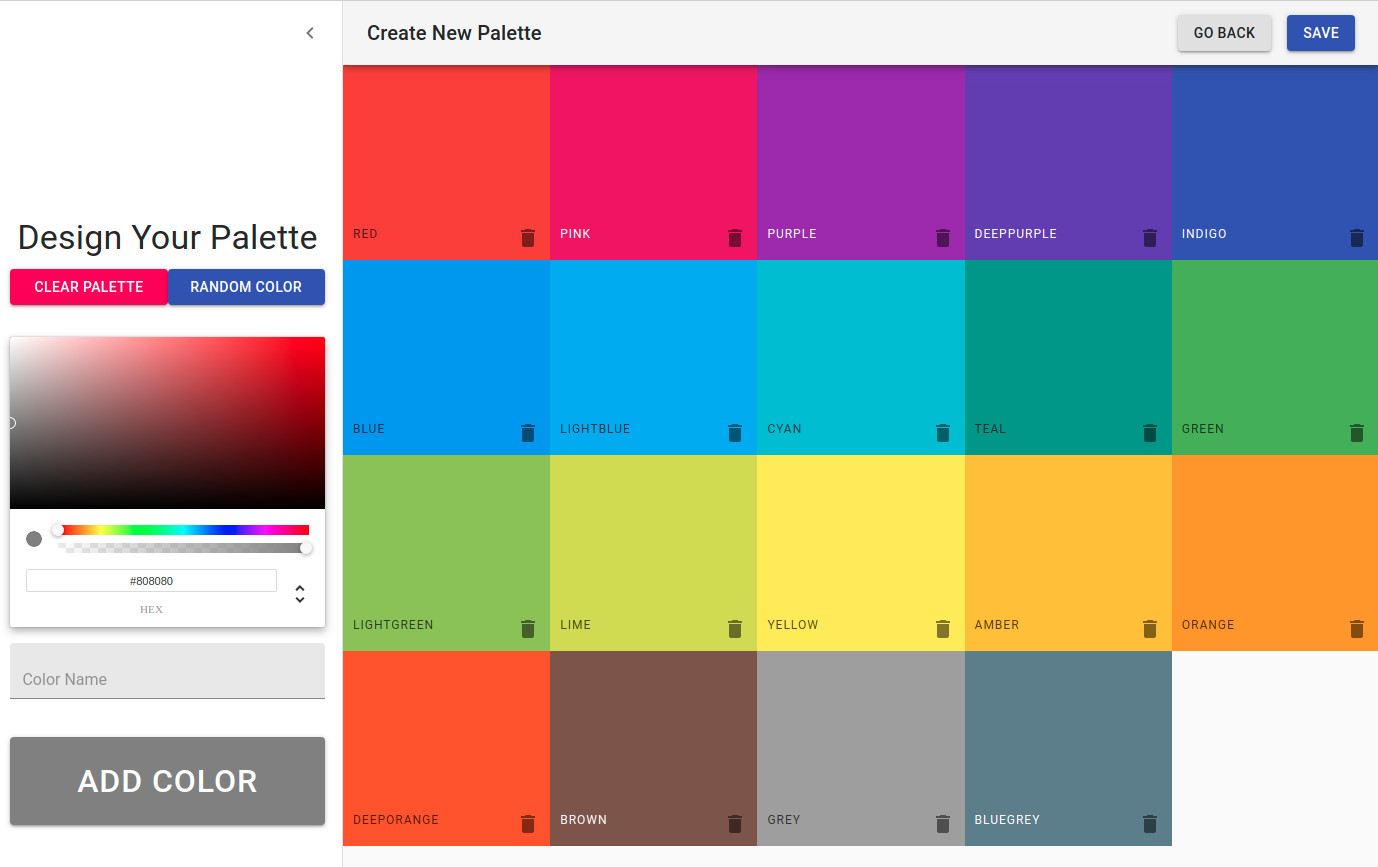 Create New Palette
GO BACK
SAVE
Design Your Palette
CLEAR PALETTE
RANDOM COLOR
#808080
HEX
Color Name
ADD COLOR
RED
PINK
PURPLE
DEEPPURPLE
INDIGO
BLUE
LIGHTBLUE
CYAN
TEAL
GREEN
LIGHTGREEN
LIME
YELLOW
AMBER
ORANGE
DEEPORANGE
BROWN
GREY
BLUEGREY